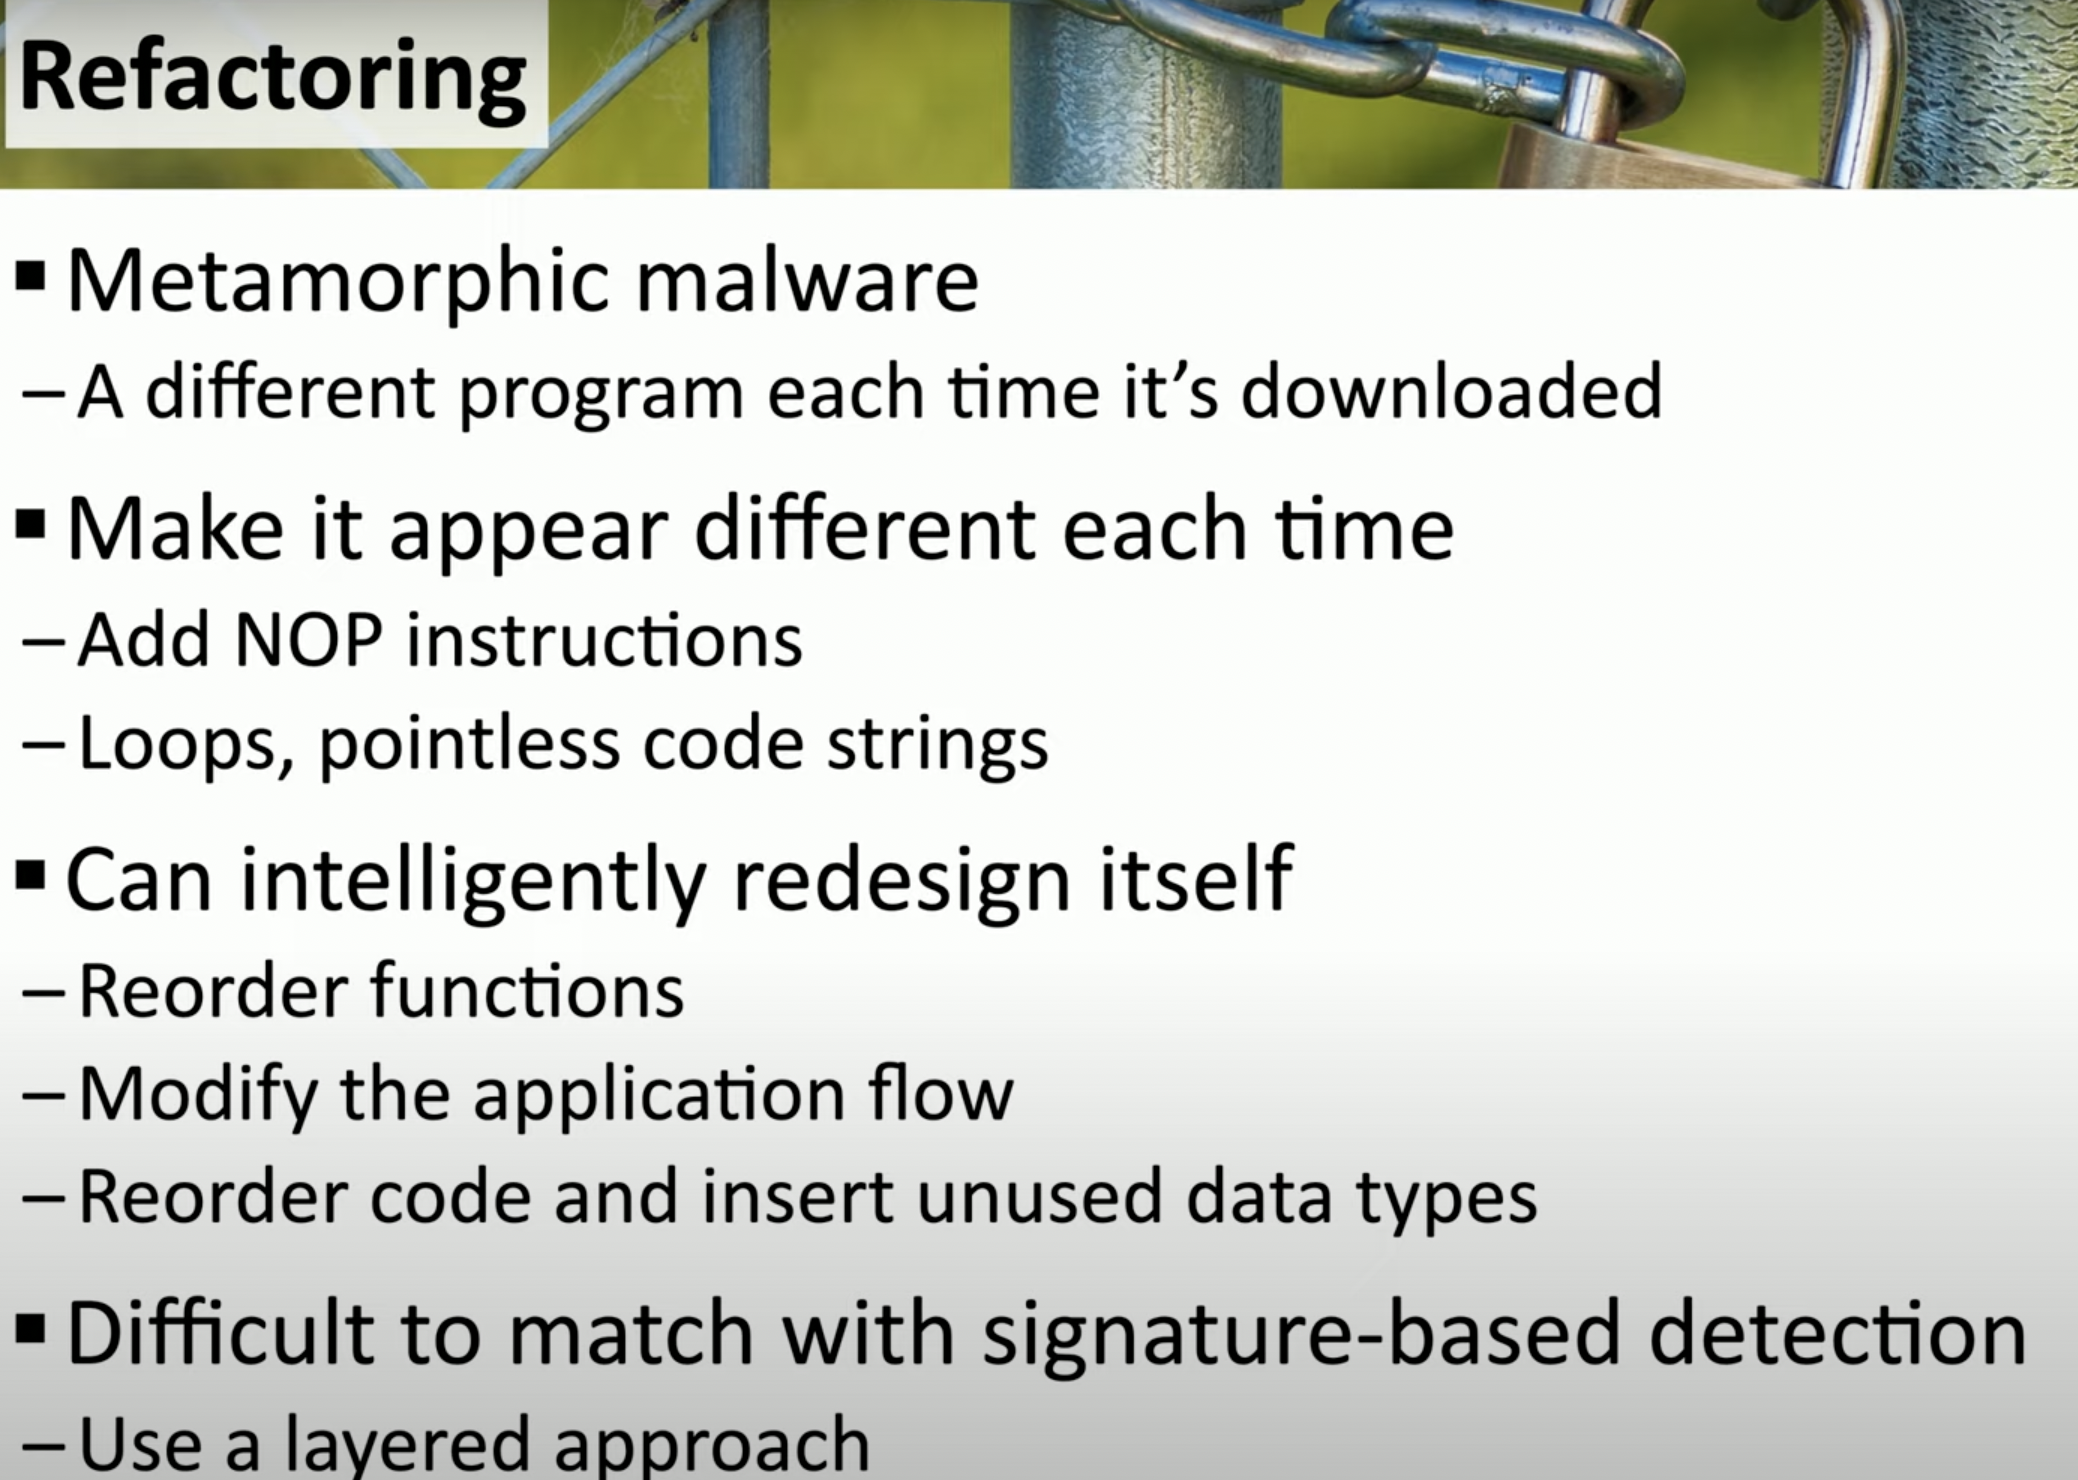 Refactoring
▪ Metamorphic malware
– A different program each time it’s downloaded
▪ Make it appear different each time
– Add NOP instructions
– Loops, pointless code strings
▪ Can intelligently redesign itself
– Reorder functions
– Modify the application flow
– Reorder code and insert unused data types
▪ Difficult to match with signature-based detection
– Use a layered approach